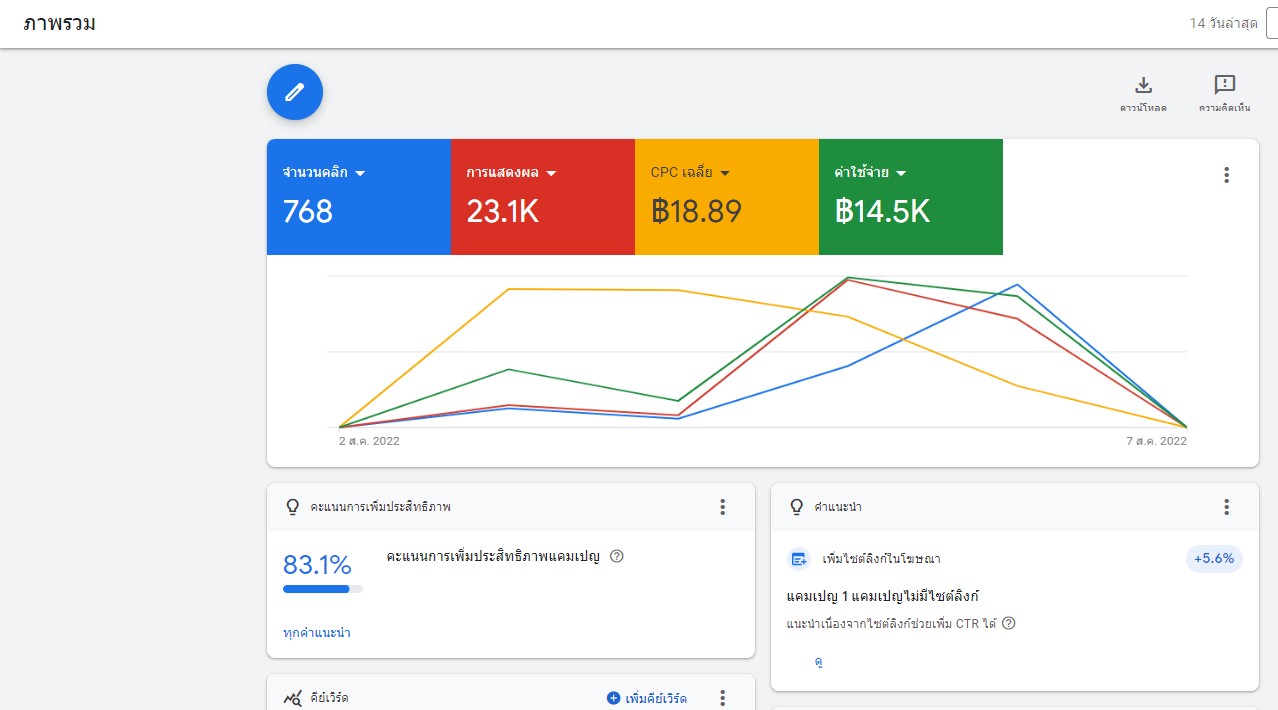 ภาพรวม
14 วันล่าสุด
ดาวน์โหลด
ความคิดเห็น
จำนวนคลิก
768
การแสดงผล
23.1K
CPC เฉลี่ย
฿18.89
ค่าใช้จ่าย
฿14.5K
2 ส.ค. 2022
7 ส.ค. 2022
คะแนนการเพิ่มประสิทธิภาพ
83.1%
คะแนนการเพิ่มประสิทธิภาพแคมเปญ
ทุกคำแนะนำ
คำแนะนำ
เพิ่มไซต์ลิงก์ในโฆษณา
+5.6%
แคมเปญ 1 แคมเปญไม่มีไซต์ลิงก์
แนะนำเนื่องจากไซต์ลิงก์ช่วยเพิ่ม CTR ได้
ดู
คีย์เวิร์ด
เพิ่มคีย์เวิร์ด